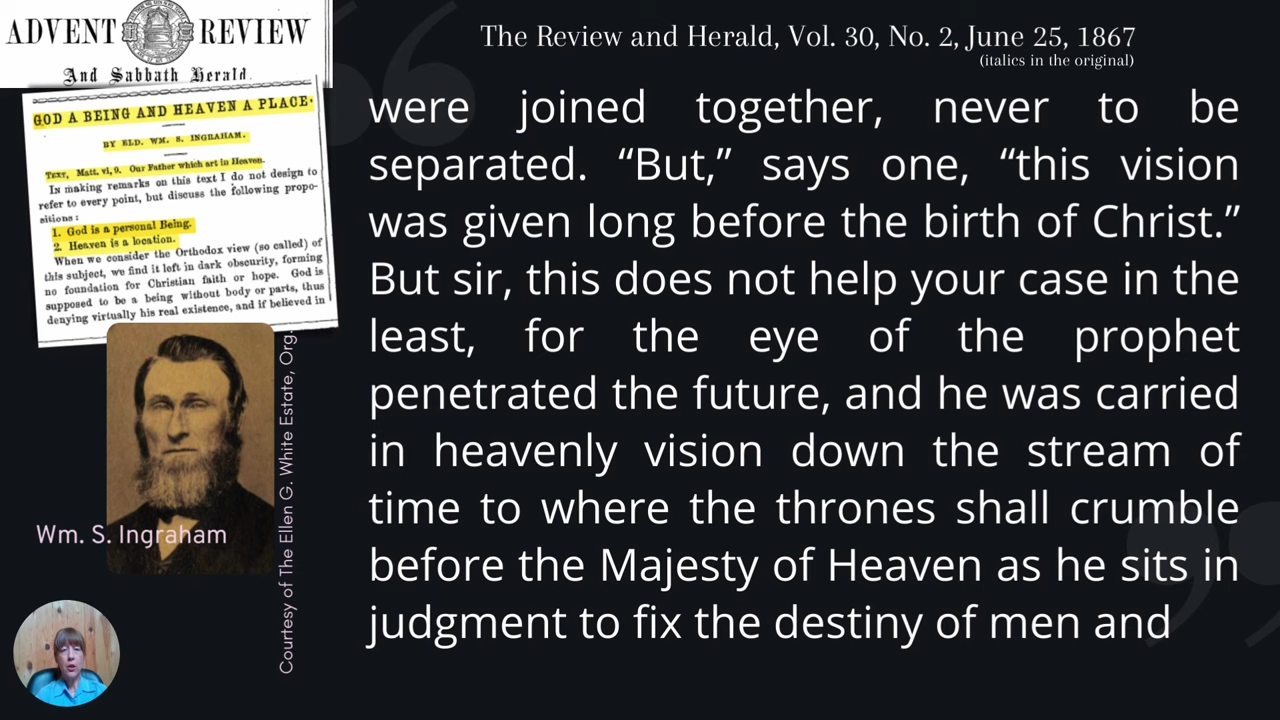 ADVENT REVIEW
And Sabbath Herald.
GOD A BEING AND HEAVEN A PLACE.
BY ELD. WM. S. INGRAHAM.
TEXT, Matt. vi, 9. Our Father which art in Heaven.
IN making remarks on this text I do not design to
refer to every point, but discuss the following propo-
sitions:
1. God is a personal Being.
2. Heaven is a location.
When we consider the Orthodox view (so called) of
this subject, we find it left in dark obscurity, forming
no foundation for Christian faith or hope. God is
supposed to be a being without body or parts, thus
denying virtually his real existence, and if believed in
Wm. S. Ingraham
Courtesy of The Ellen G. White Estate, Org.
The Review and Herald, Vol. 30, No. 2, June 25, 1867
(italics in the original)
were joined together, never to be
separated. “But,” says one, “this vision
was given long before the birth of Christ.”
But sir, this does not help your case in the
least, for the eye of the prophet
penetrated the future, and he was carried
in heavenly vision down the stream of
time to where the thrones shall crumble
before the Majesty of Heaven as he sits in
judgment to fix the destiny of men and